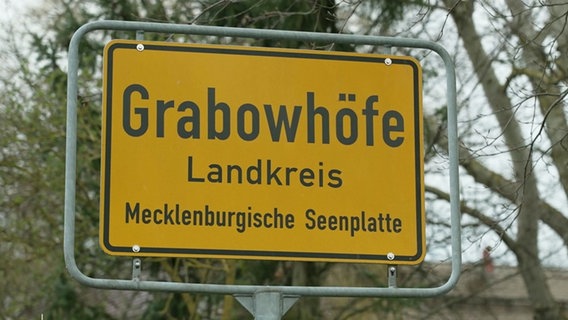 Grabowhöfe
Landkreis
Mecklenburgische Seenplatte